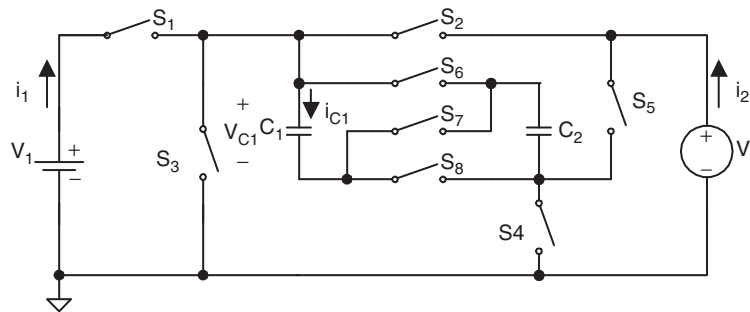 S1
S2
S6
i1
+
VC1
−
iC1
C1
S7
C2
S5
i2
V1
+
−
S3
S8
+
−
V
S4